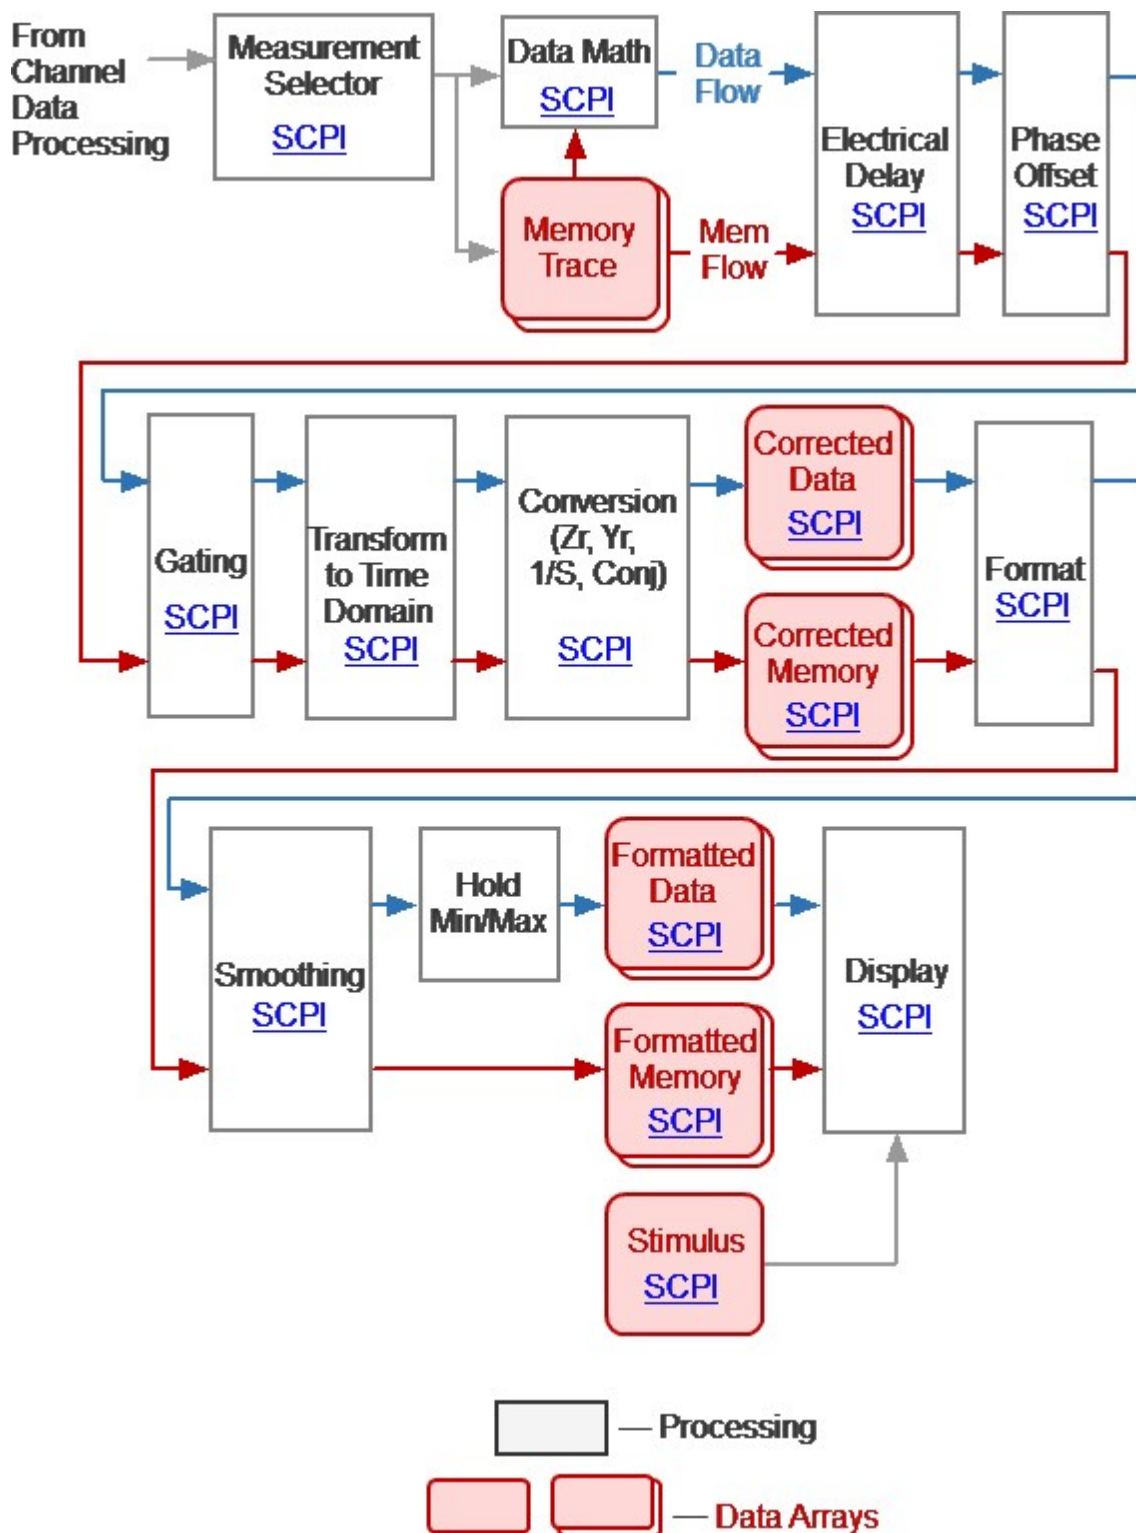 From
Channel
Data
Processing
Measurement
Selector
SCPI
Data Math
SCPI
Data
Flow
Memory
Trace
Mem
Flow
Electrical
Delay
SCPI
Phase
Offset
SCPI
Gating
SCPI
Transform
to Time
Domain
SCPI
Conversion
(Zr, Yr,
1/S, Conj)
SCPI
Corrected
Data
SCPI
Corrected
Memory
SCPI
Format
SCPI
Smoothing
SCPI
Hold
Min/Max
Formatted
Data
SCPI
Formatted
Memory
SCPI
Display
SCPI
Stimulus
SCPI
— Processing
— Data Arrays